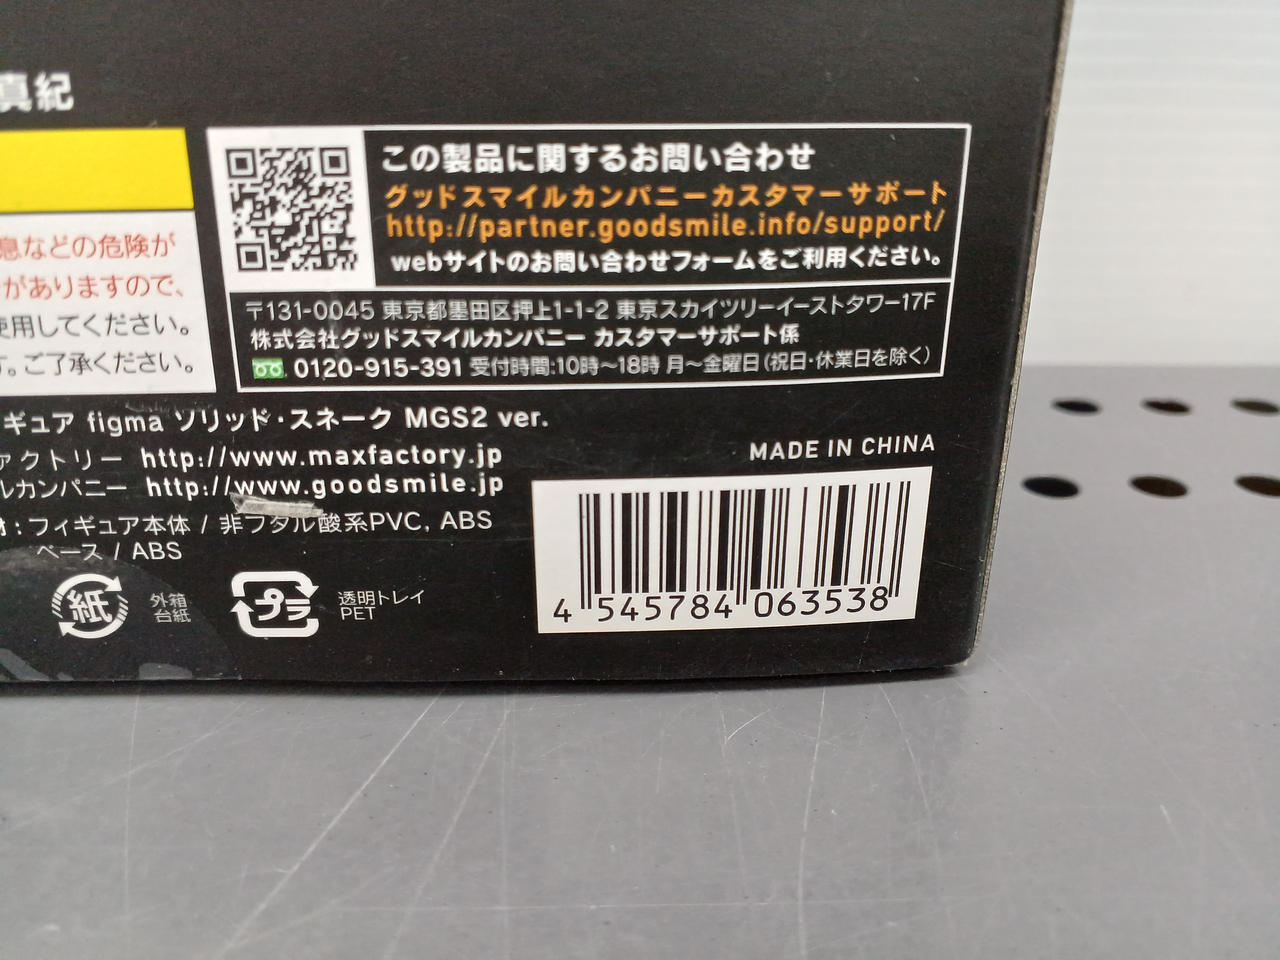 真紀
息などの危険が
がありますので、
使用してください。
す。ご了承ください。
この製品に関するお問い合わせ
グッドスマイルカンパニーカスタマーサポート
http://partner.goodsmile.info/support/
webサイトのお問い合わせフォームをご利用ください。
〒131-0045 東京都墨田区押上1-1-2 東京スカイツリーイーストタワー17F
株式会社グッドスマイルカンパニー カスタマーサポート係
0120-915-391 受付時間:10時～18時 月～金曜日(祝日・休業日を除く)
ギュア figma ソリッド・スネーク MGS2 ver.
ァクトリー http://www.maxfactory.jp
ルカンパニー http://www.goodsmile.jp
材:フィギュア本体 / 非フタル酸系PVC, ABS
ベース / ABS
紙
外箱
台紙
プラ
透明トレイ
PET
MADE IN CHINA
4 545784 063538